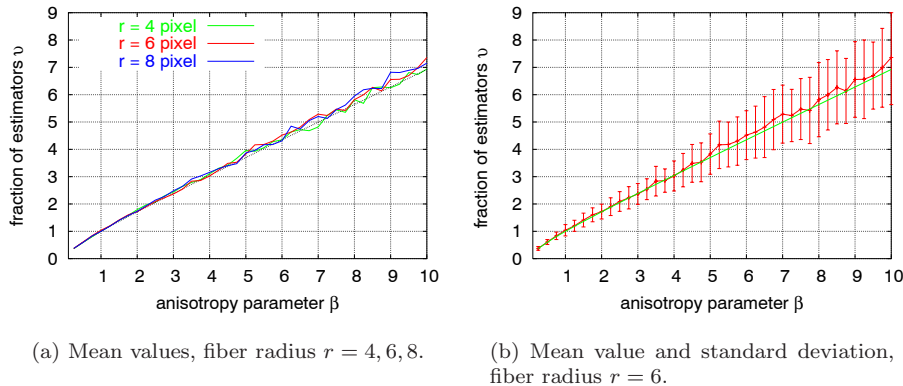 9
8
7
6
5
4
3
2
1
0
fraction of estimators υ
r = 4 pixel
r = 6 pixel
r = 8 pixel
1 2 3 4 5 6 7 8 9 10
anisotropy parameter β
(a) Mean values, fiber radius r = 4, 6, 8.
9
8
7
6
5
4
3
2
1
0
fraction of estimators υ
1 2 3 4 5 6 7 8 9 10
anisotropy parameter β
(b) Mean value and standard deviation,
fiber radius r = 6.